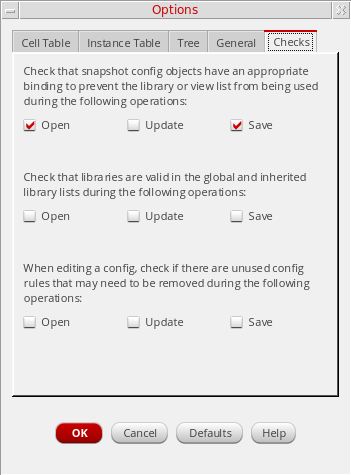 Options
Cell Table Instance Table Tree General Checks
Check that snapshot config objects have an appropriate
binding to prevent the library or view list from being used
during the following operations:
Open Update Save
Check that libraries are valid in the global and inherited
library lists during the following operations:
Open Update Save
When editing a config, check if there are unused config
rules that may need to be removed during the following
operations:
Open Update Save
OK Cancel Defaults Help